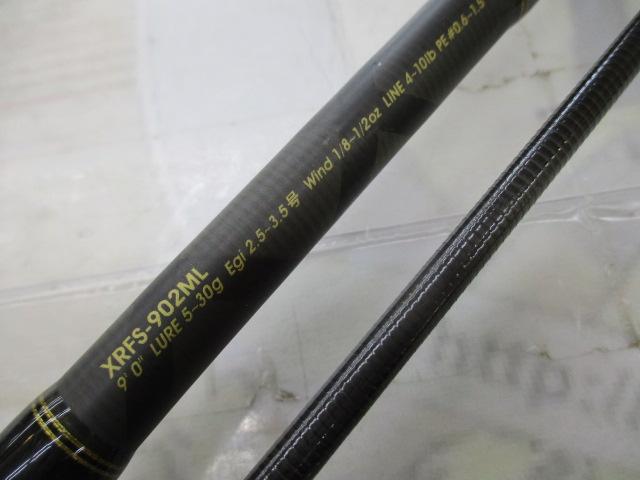 XRFS-902ML
9'0" LURE 5-30g Egi 2.5-3.5号 Wind 1/8-1/2oz LINE 4-10lb PE #0.6-1.5